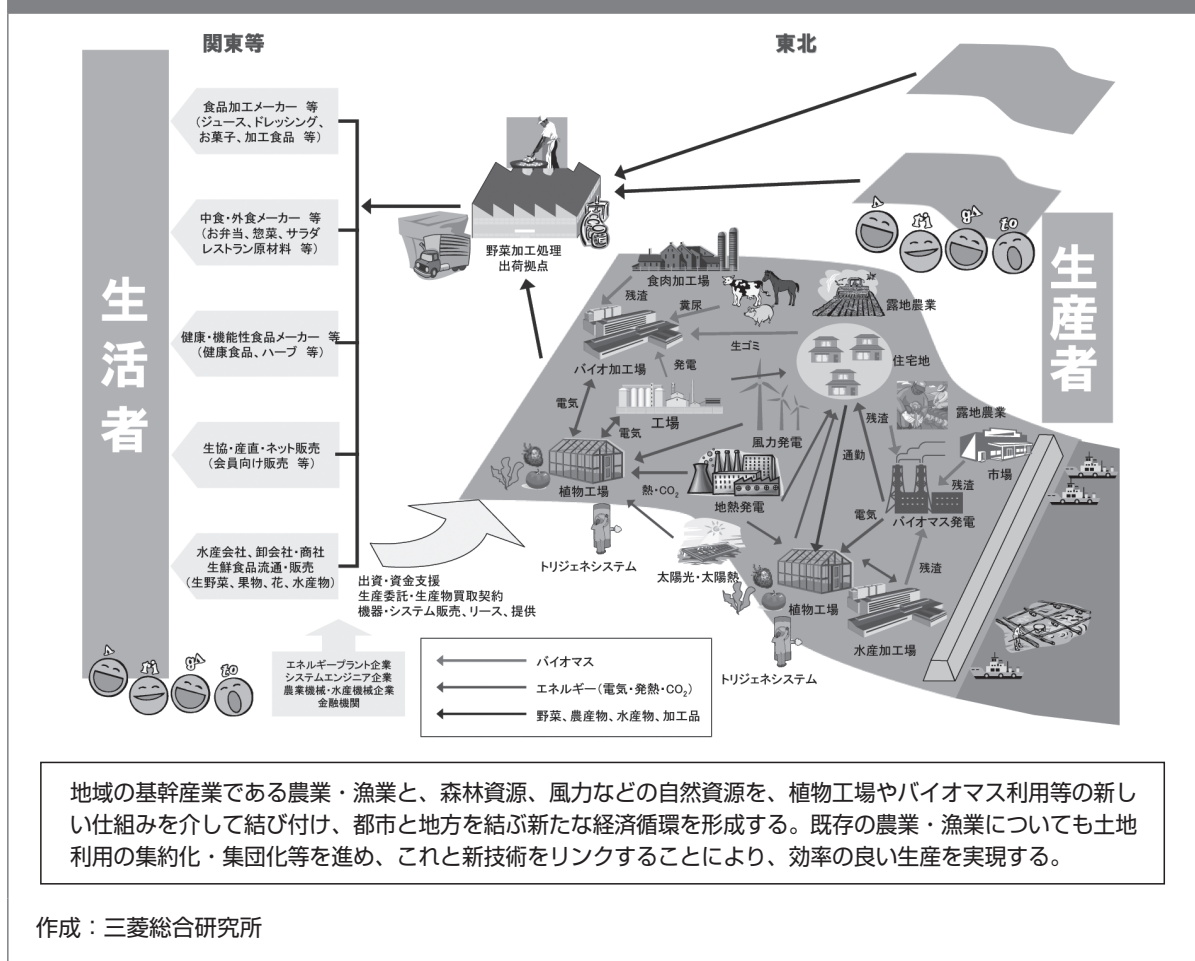 関東等
東北
生活者
生産者
食品加工メーカー 等
(ジュース、ドレッシング、
お菓子、加工食品 等)
中食・外食メーカー 等
(お弁当、惣菜、サラダ
レストラン原材料 等)
健康・機能性食品メーカー 等
(健康食品、ハーブ 等)
生協・産直・ネット販売
(会員向け販売 等)
水産会社、卸会社・商社
生鮮食品流通・販売
(生野菜、果物、花、水産物)
エネルギープラント企業
システムエンジニア企業
農業機械・水産機械企業
金融機関
出資・資金支援
生産委託・生産物買取契約
機器・システム販売、リース、提供
野菜加工処理
出荷拠点
食肉加工場
残渣
糞尿
露地農業
生ゴミ
バイオ加工場
発電
住宅地
電気
工場
電気
風力発電
残渣
露地農業
通勤
市場
植物工場
熱・CO₂
地熱発電
残渣
電気
バイオマス発電
トリジェネシステム
太陽光・太陽熱
残渣
植物工場
水産加工場
トリジェネシステム
a
ri
ga
to
a
ri
ga
to
バイオマス
エネルギー(電気・発熱・CO₂)
野菜、農産物、水産物、加工品
地域の基幹産業である農業・漁業と、森林資源、風力などの自然資源を、植物工場やバイオマス利用等の新し
い仕組みを介して結び付け、都市と地方を結ぶ新たな経済循環を形成する。既存の農業・漁業についても土地
利用の集約化・集団化等を進め、これと新技術をリンクすることにより、効率の良い生産を実現する。
作成：三菱総合研究所